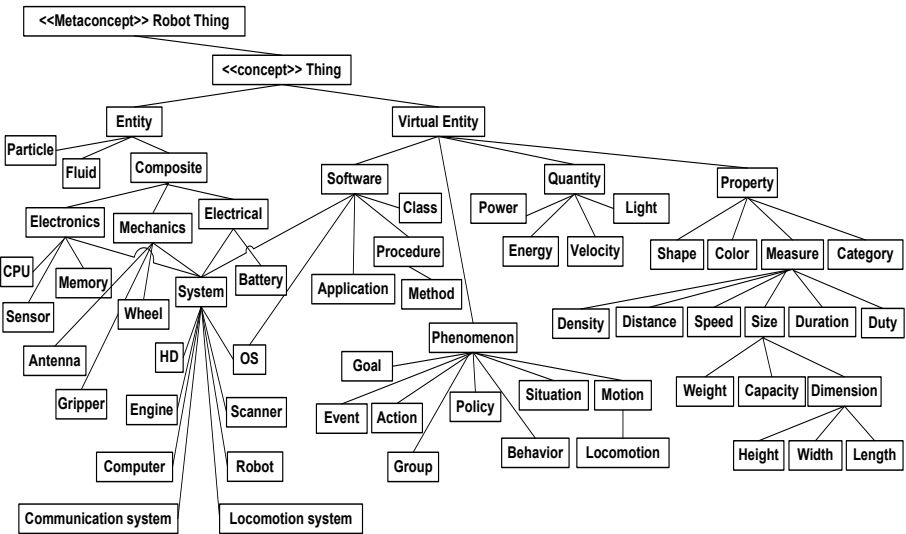 <<Metaconcept>> Robot Thing
<<concept>> Thing
Entity
Virtual Entity
Particle
Fluid
Composite
Software
Quantity
Property
Electronics
Mechanics
Electrical
Class
Power
Light
Procedure
Energy
Velocity
Shape
Color
Measure
Category
CPU
Memory
System
Battery
Application
Method
Sensor
Wheel
Density
Distance
Speed
Size
Duration
Duty
Antenna
HD
OS
Phenomenon
Goal
Gripper
Engine
Scanner
Event
Action
Policy
Situation
Motion
Weight
Capacity
Dimension
Computer
Robot
Group
Behavior
Locomotion
Height
Width
Length
Communication system
Locomotion system